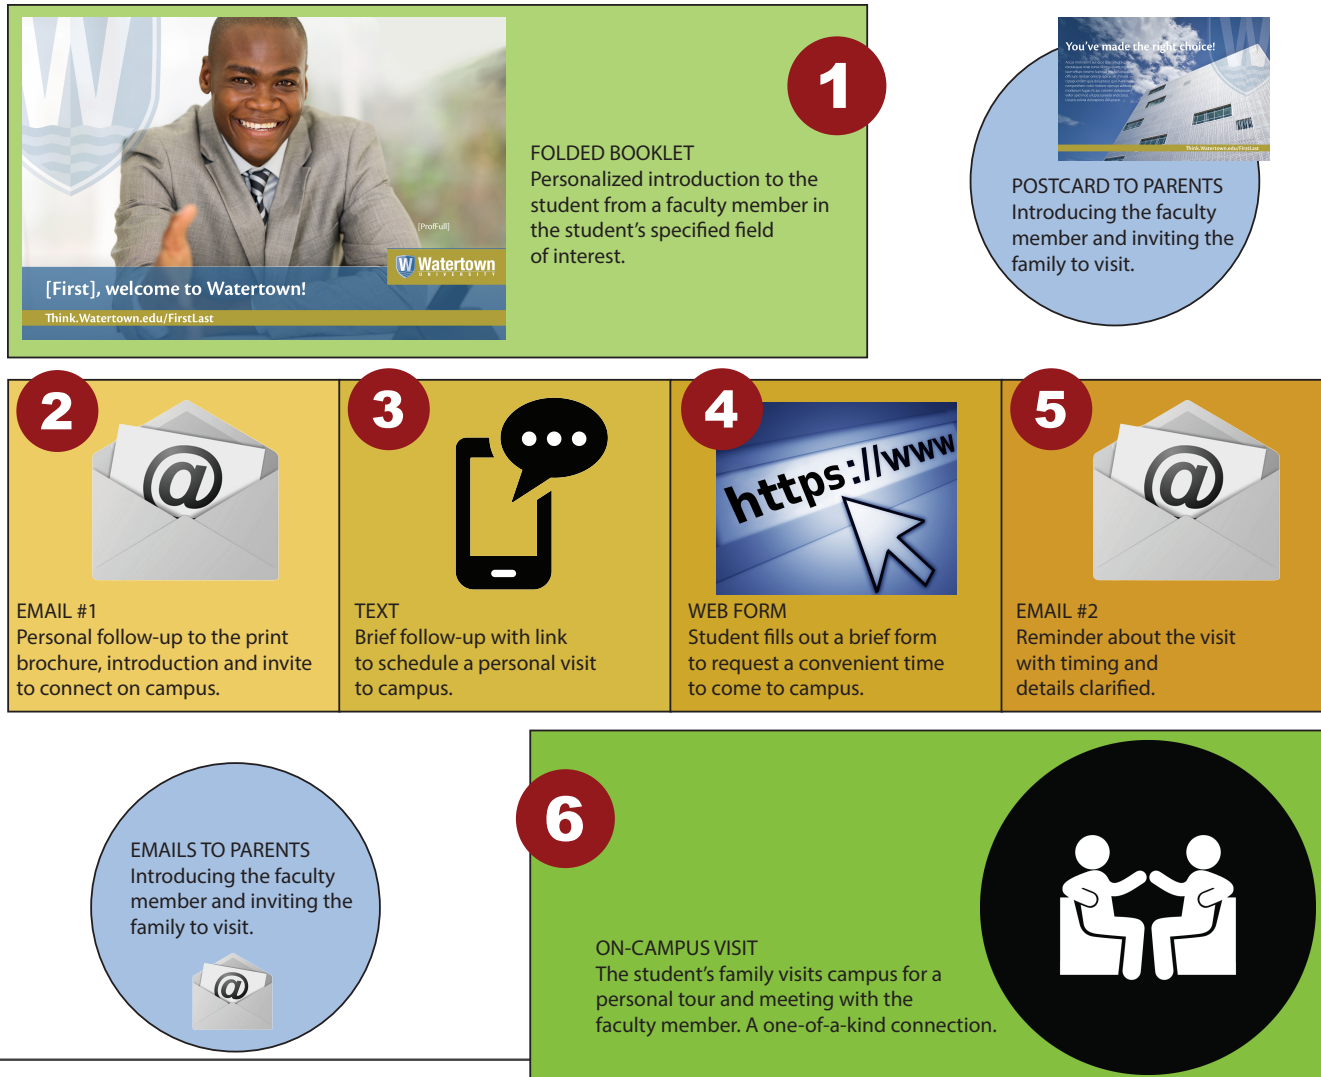 1
FOLDED BOOKLET
Personalized introduction to the
student from a faculty member in
the student’s specified field
of interest.
[ProfFull]
W Watertown
UNIVERSITY
[First], welcome to Watertown!
Think.Watertown.edu/FirstLast
You've made the right choice!
Think.Watertown.edu/FirstLast
POSTCARD TO PARENTS
Introducing the faculty
member and inviting the
family to visit.
2
@
EMAIL #1
Personal follow-up to the print
brochure, introduction and invite
to connect on campus.
3
TEXT
Brief follow-up with link
to schedule a personal visit
to campus.
4
https://www
WEB FORM
Student fills out a brief form
to request a convenient time
to come to campus.
5
@
EMAIL #2
Reminder about the visit
with timing and
details clarified.
EMAILS TO PARENTS
Introducing the faculty
member and inviting the
family to visit.
@
6
ON-CAMPUS VISIT
The student’s family visits campus for a
personal tour and meeting with the
faculty member. A one-of-a-kind connection.